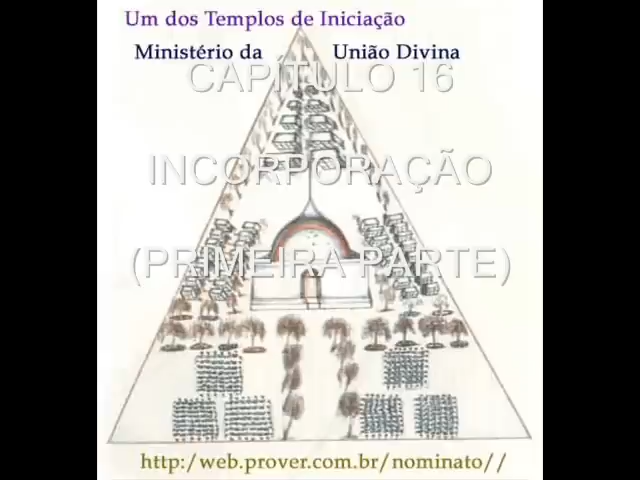 Um dos Templos de Iniciação
Ministério da União Divina
CAPÍTULO 16
INCORPORAÇÃO
(PRIMEIRA PARTE)
http:/web.prover.com.br/nominato//